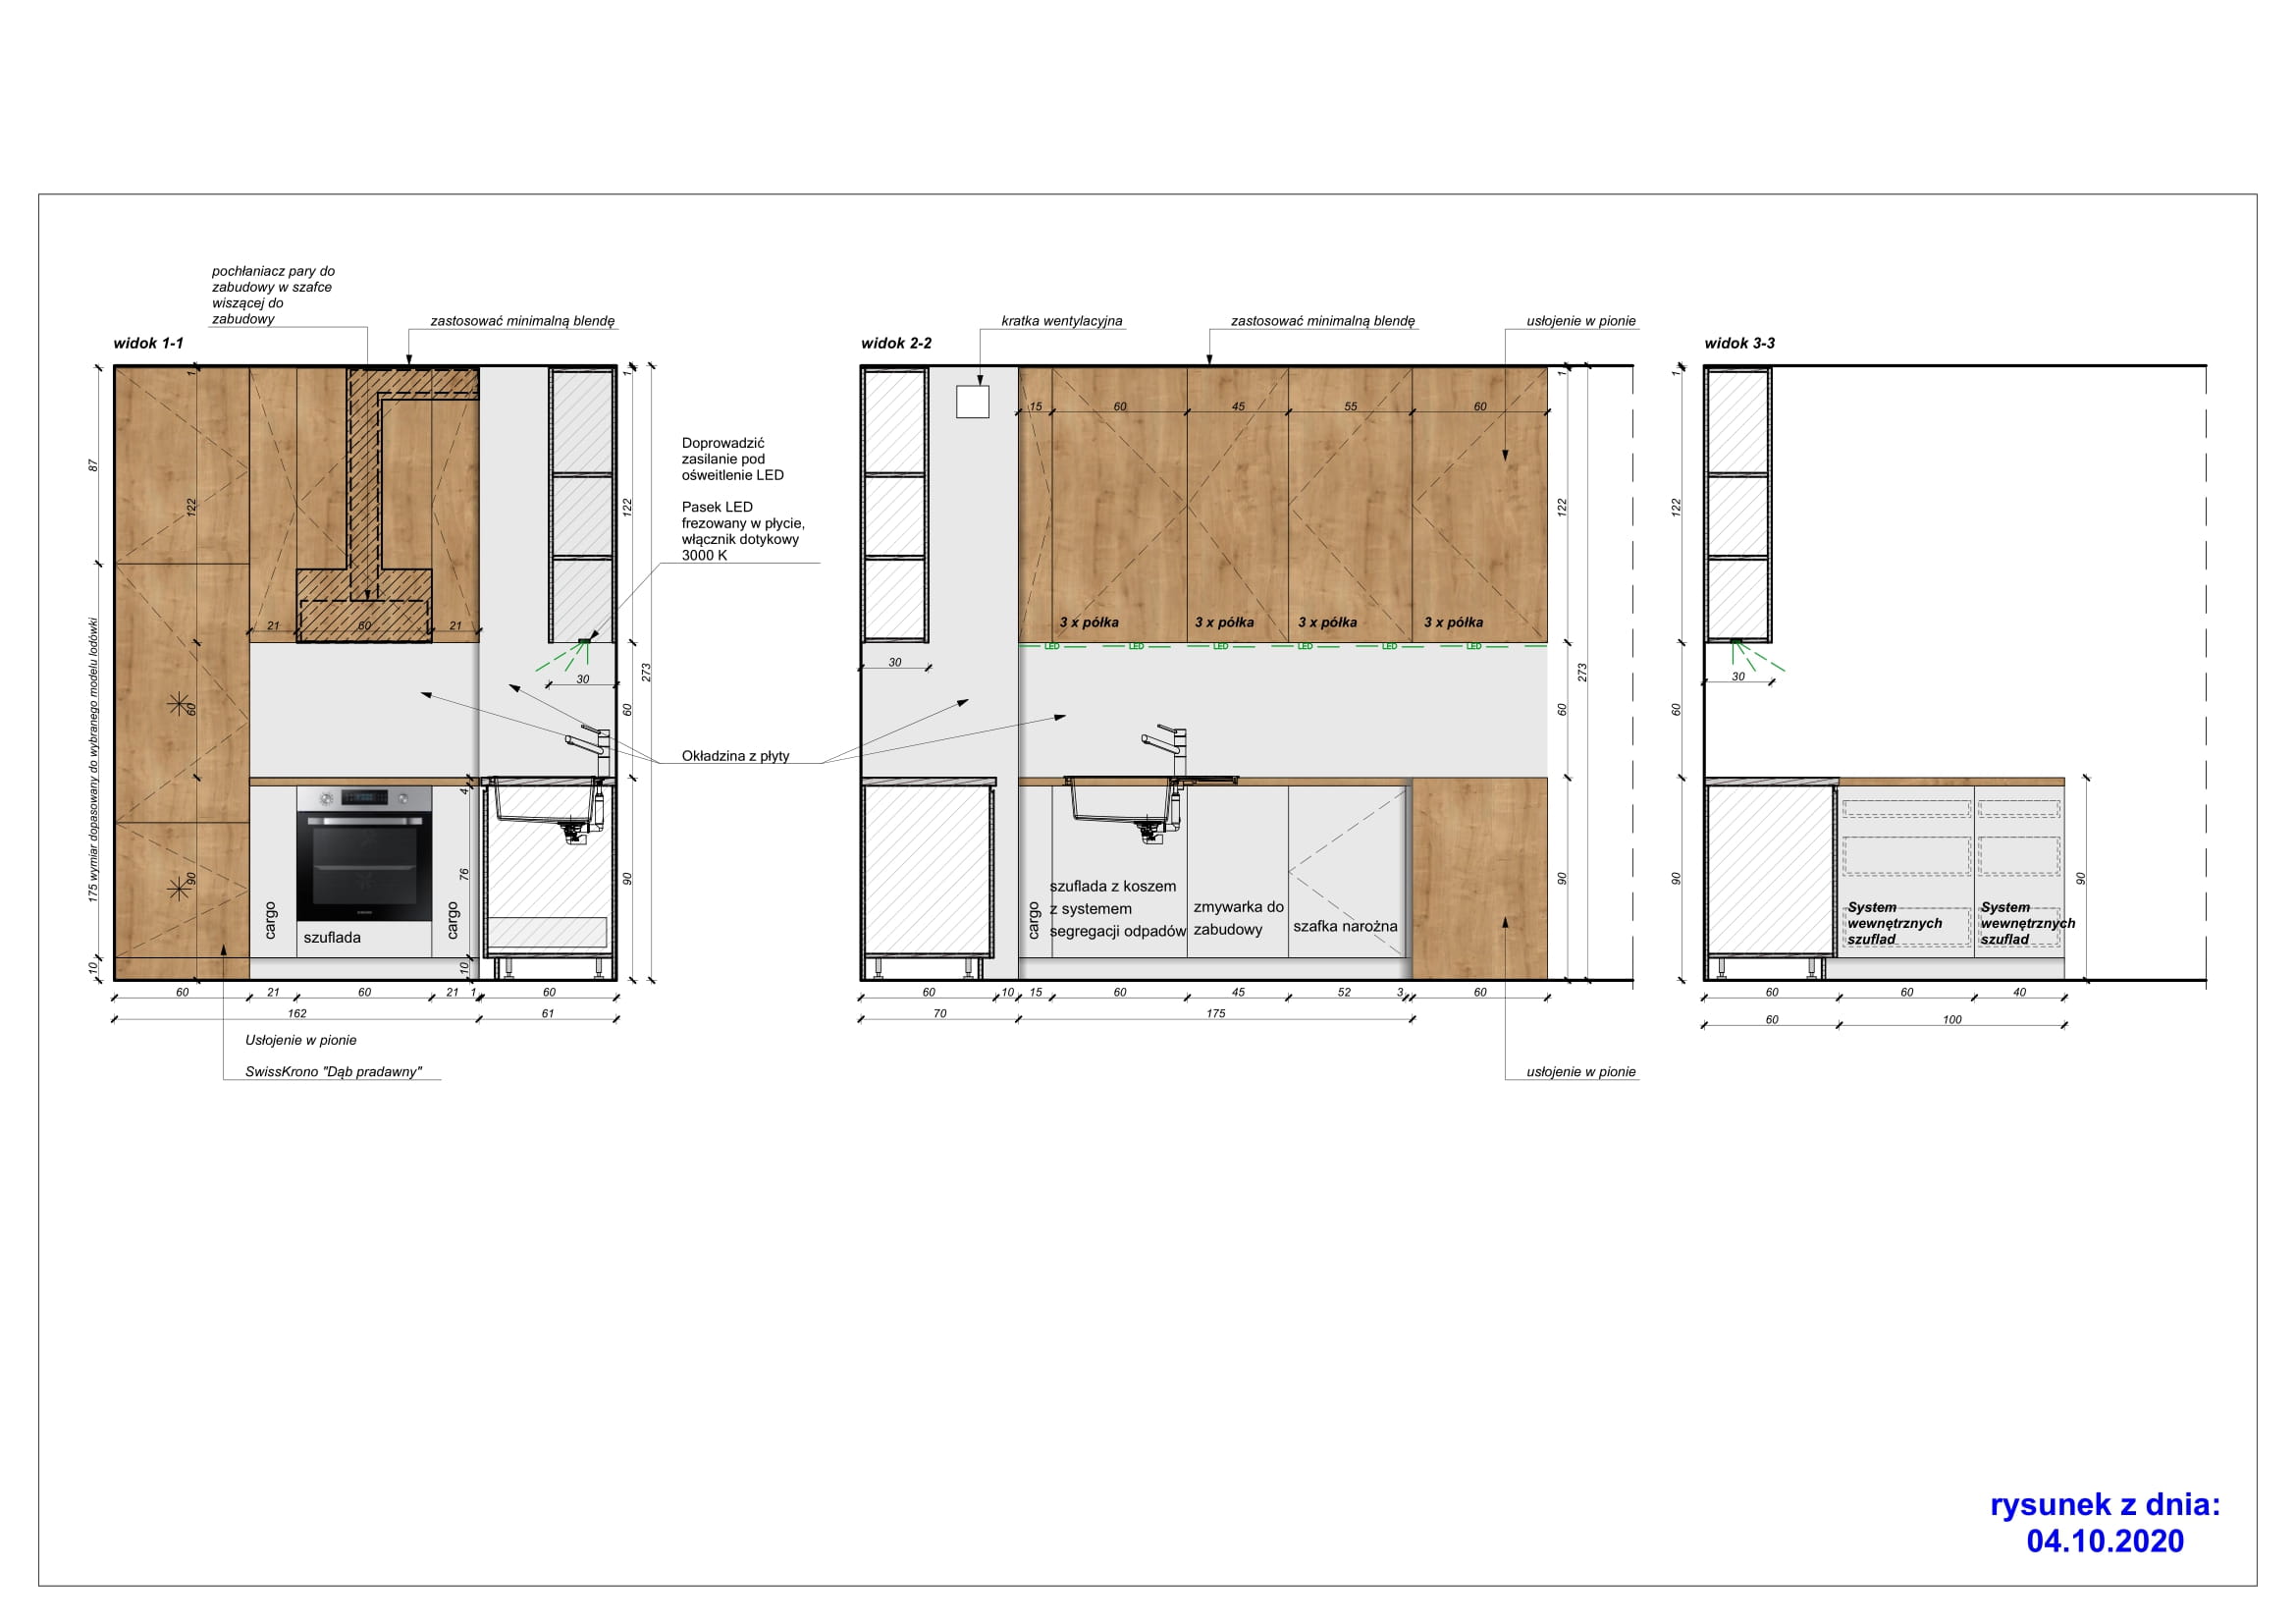 pochłaniacz pary do
zabudowy w szafce
wiszącej do
zabudowy
zastosować minimalną blendę
widok 1-1
1
87
122
21
60
21
175 wymiar dopasowany do wybranego modelu lodówki
60
90
10
4
76
10
cargo
szuflada
cargo
1
122
30
60
273
90
60
21
60
21
1
60
162
61
Usłojenie w pionie
SwissKrono "Dąb pradawny"
Doprowadzić
zasilanie pod
ośweitlenie LED
Pasek LED
frezowany w płycie,
włącznik dotykowy
3000 K
Okładzina z płyty
kratka wentylacyjna
zastosować minimalną blendę
usłojenie w pionie
widok 2-2
15
60
45
55
60
3 x półka
3 x półka
3 x półka
3 x półka
LED
LED
LED
LED
LED
LED
30
1
122
273
60
90
cargo
szuflada z koszem
z systemem
segregacji odpadów
zmywarka do
zabudowy
szafka narożna
60
10
15
60
45
52
3
60
70
175
usłojenie w pionie
widok 3-3
1
122
30
60
90
System
wewnętrznych
szuflad
System
wewnętrznych
szuflad
90
60
60
40
60
100
rysunek z dnia:
04.10.2020